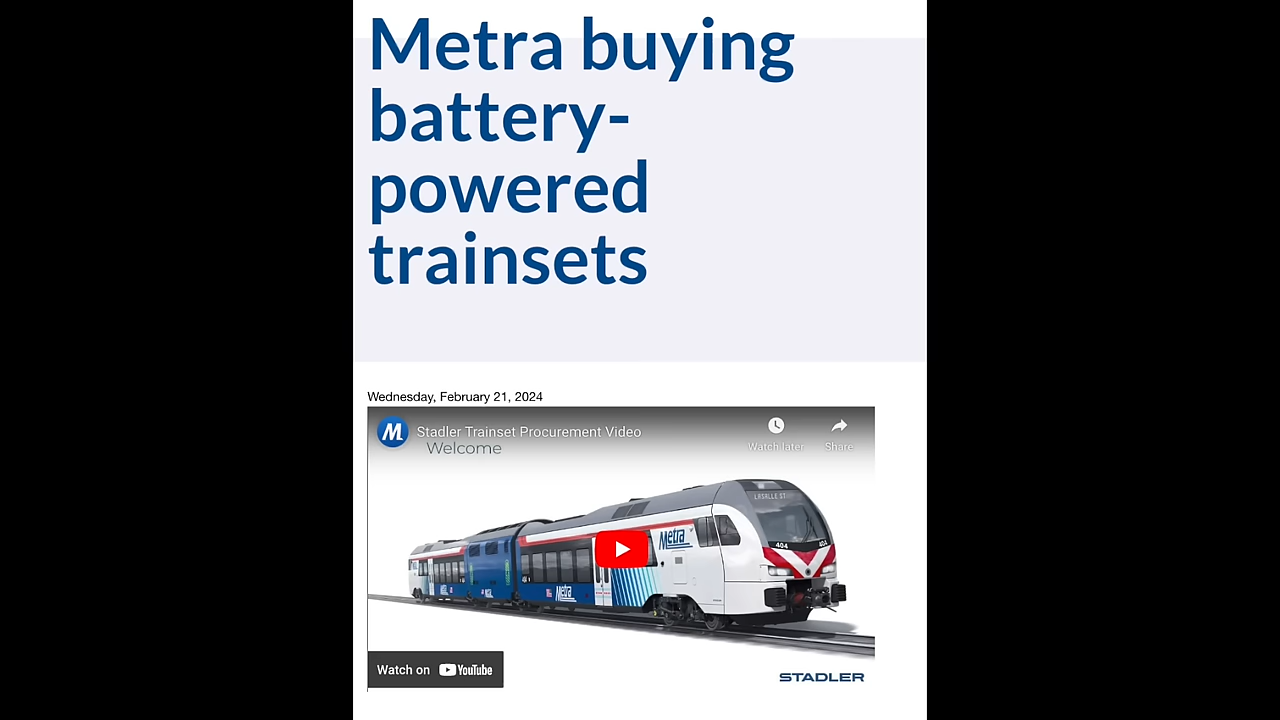 Metra buying
battery-
powered
trainsets
Wednesday, February 21, 2024
Stadler Trainset Procurement Video
Welcome
Watch later
Share
LASALLE ST
404
404
Metra
Metra
Watch on YouTube
STADLER